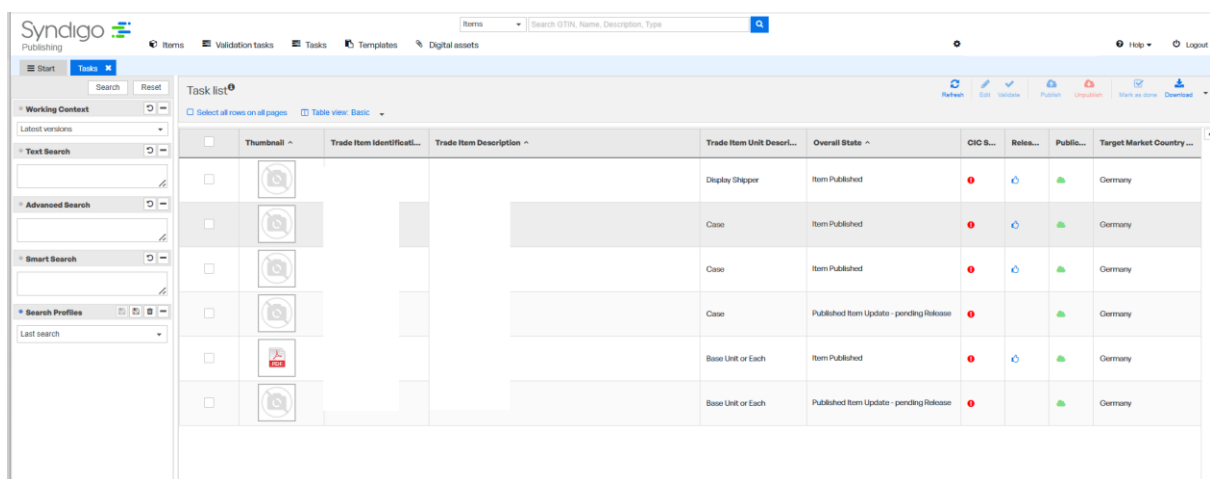 Syndigo
Publishing
Items
Search GTIN, Name, Description, Type
Items
Validation tasks
Tasks
Templates
Digital assets
Help
Logout
Start
Tasks
Search
Reset
Working Context
Latest versions
Text Search
Advanced Search
Smart Search
Search Profiles
Last search
Task list
Refresh
Edit
Validate
Publish
Unpublish
Mark as done
Download
Select all rows on all pages
Table view: Basic
Thumbnail
Trade Item Identificati...
Trade Item Description
Trade Item Unit Descri...
Overall State
CIC S...
Relea...
Public...
Target Market Country ...
Display Shipper Item Published Germany
Case Item Published Germany
Case Item Published Germany
Case Published Item Update - pending Release Germany
PDF Base Unit or Each Item Published Germany
Base Unit or Each Published Item Update - pending Release Germany